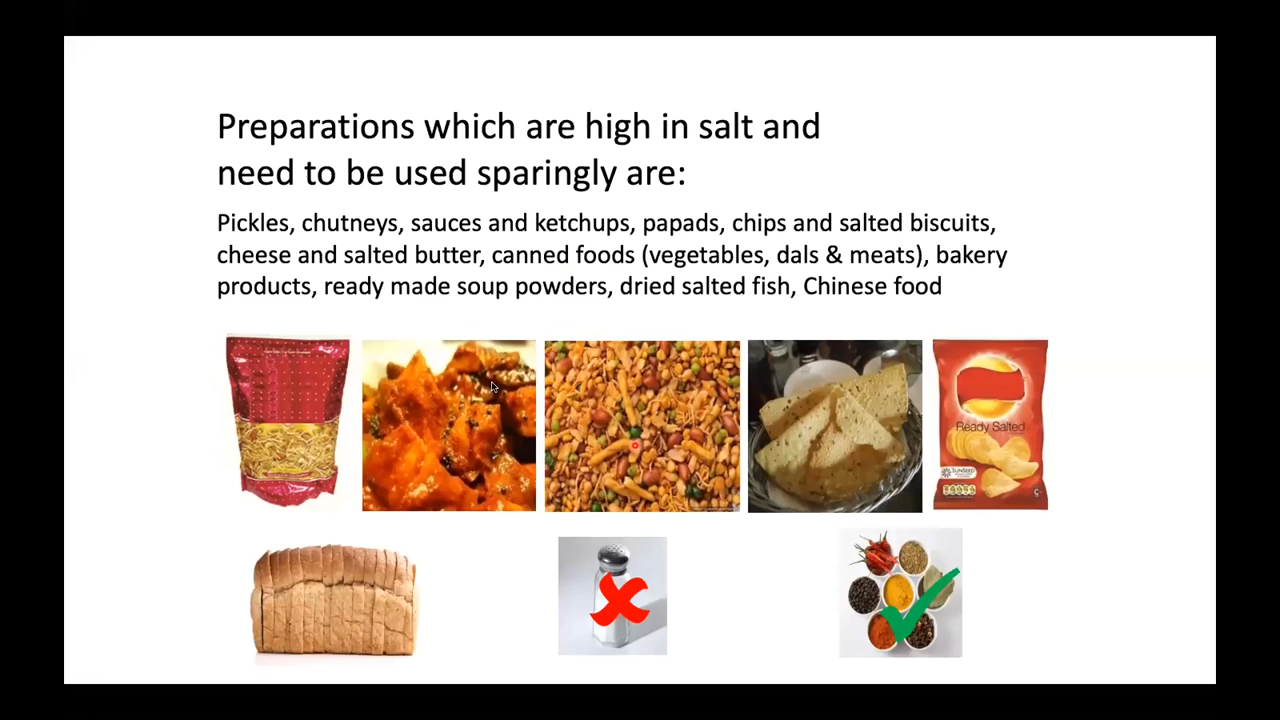 Preparations which are high in salt and
need to be used sparingly are:
Pickles, chutneys, sauces and ketchups, papads, chips and salted biscuits,
cheese and salted butter, canned foods (vegetables, dals & meats), bakery
products, ready made soup powders, dried salted fish, Chinese food
Ready Salted
SUNSEED